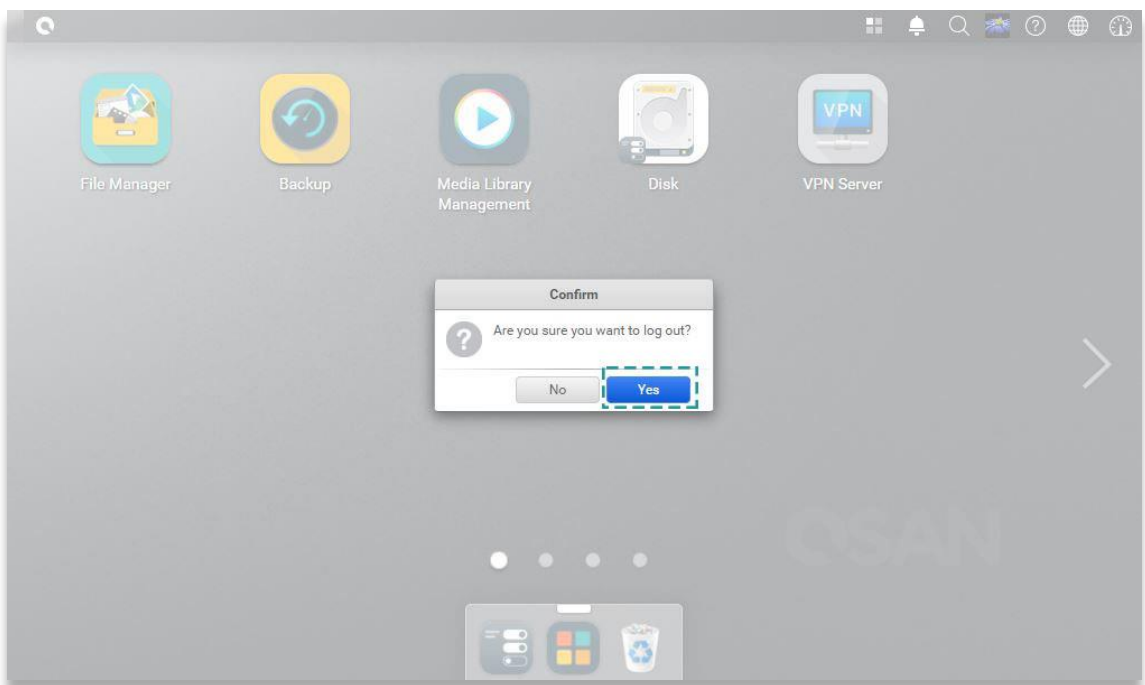 VPN
File Manager
Backup
Media Library
Management
Disk
VPN Server
Confirm
?
Are you sure you want to log out?
No
Yes
QSAN